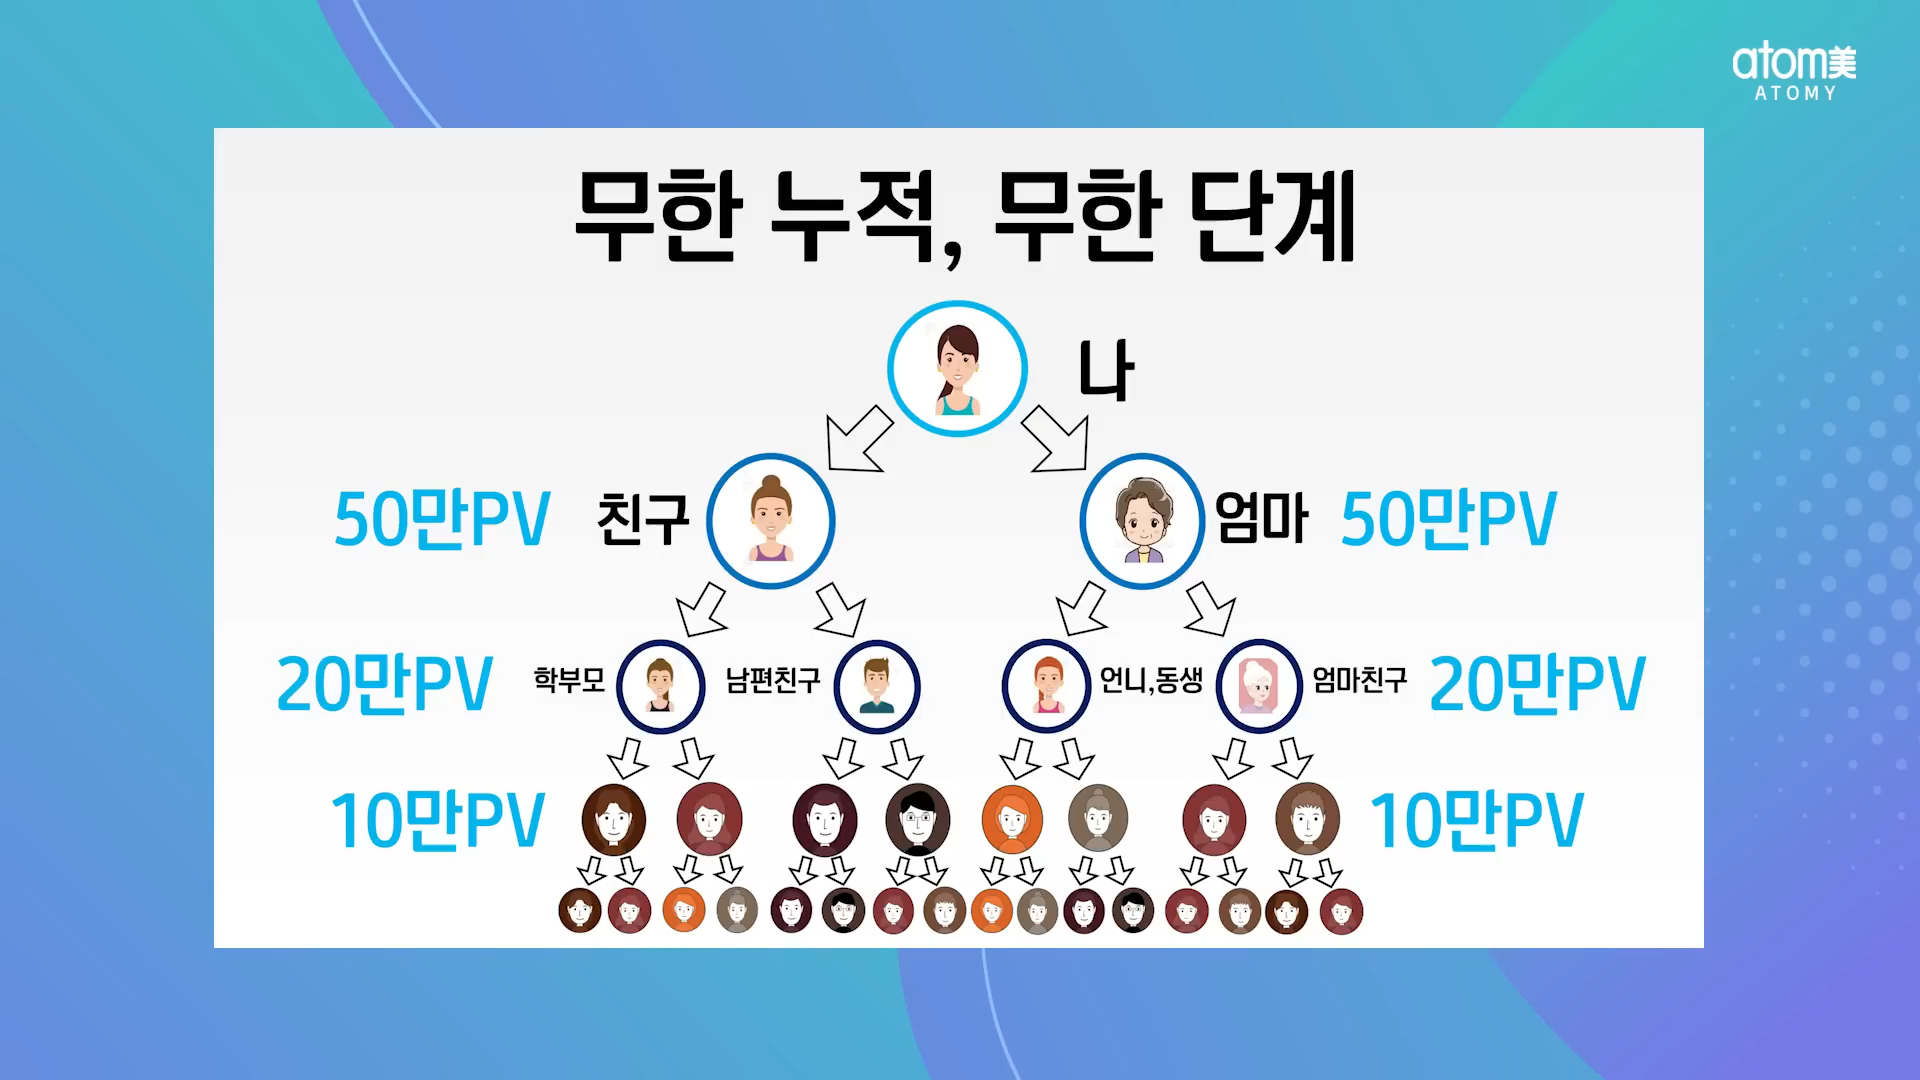 atom美
ATOMY
무한 누적, 무한 단계
나
50만PV 친구 엄마 50만PV
20만PV 학부모 남편친구 언니,동생 엄마친구 20만PV
10만PV 10만PV